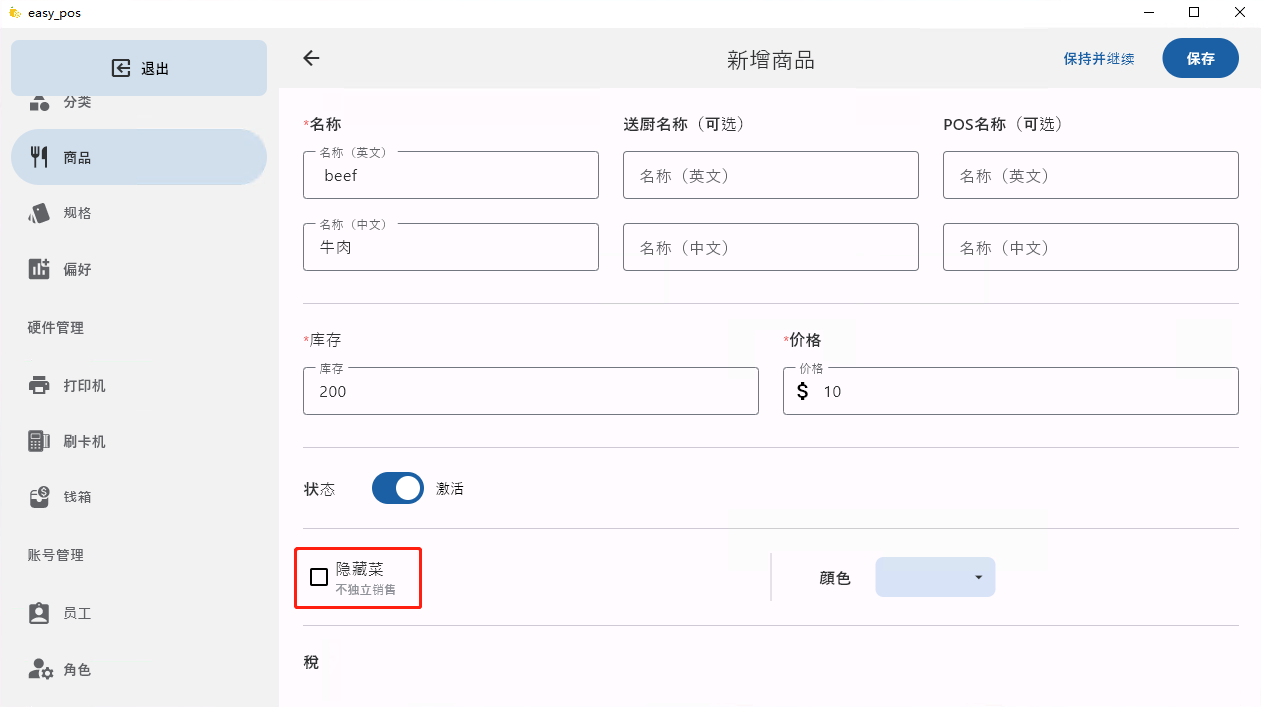 easy_pos
退出
分类
商品
规格
偏好
硬件管理
打印机
刷卡机
钱箱
账号管理
员工
角色
新增商品
保持并继续
保存
*名称
送厨名称（可选）
POS名称（可选）
名称（英文）
beef
名称（英文）
名称（英文）
名称（中文）
牛肉
名称（中文）
名称（中文）
*库存
*价格
库存
200
价格
$ 10
状态
激活
隐藏菜
不独立销售
顔色
税